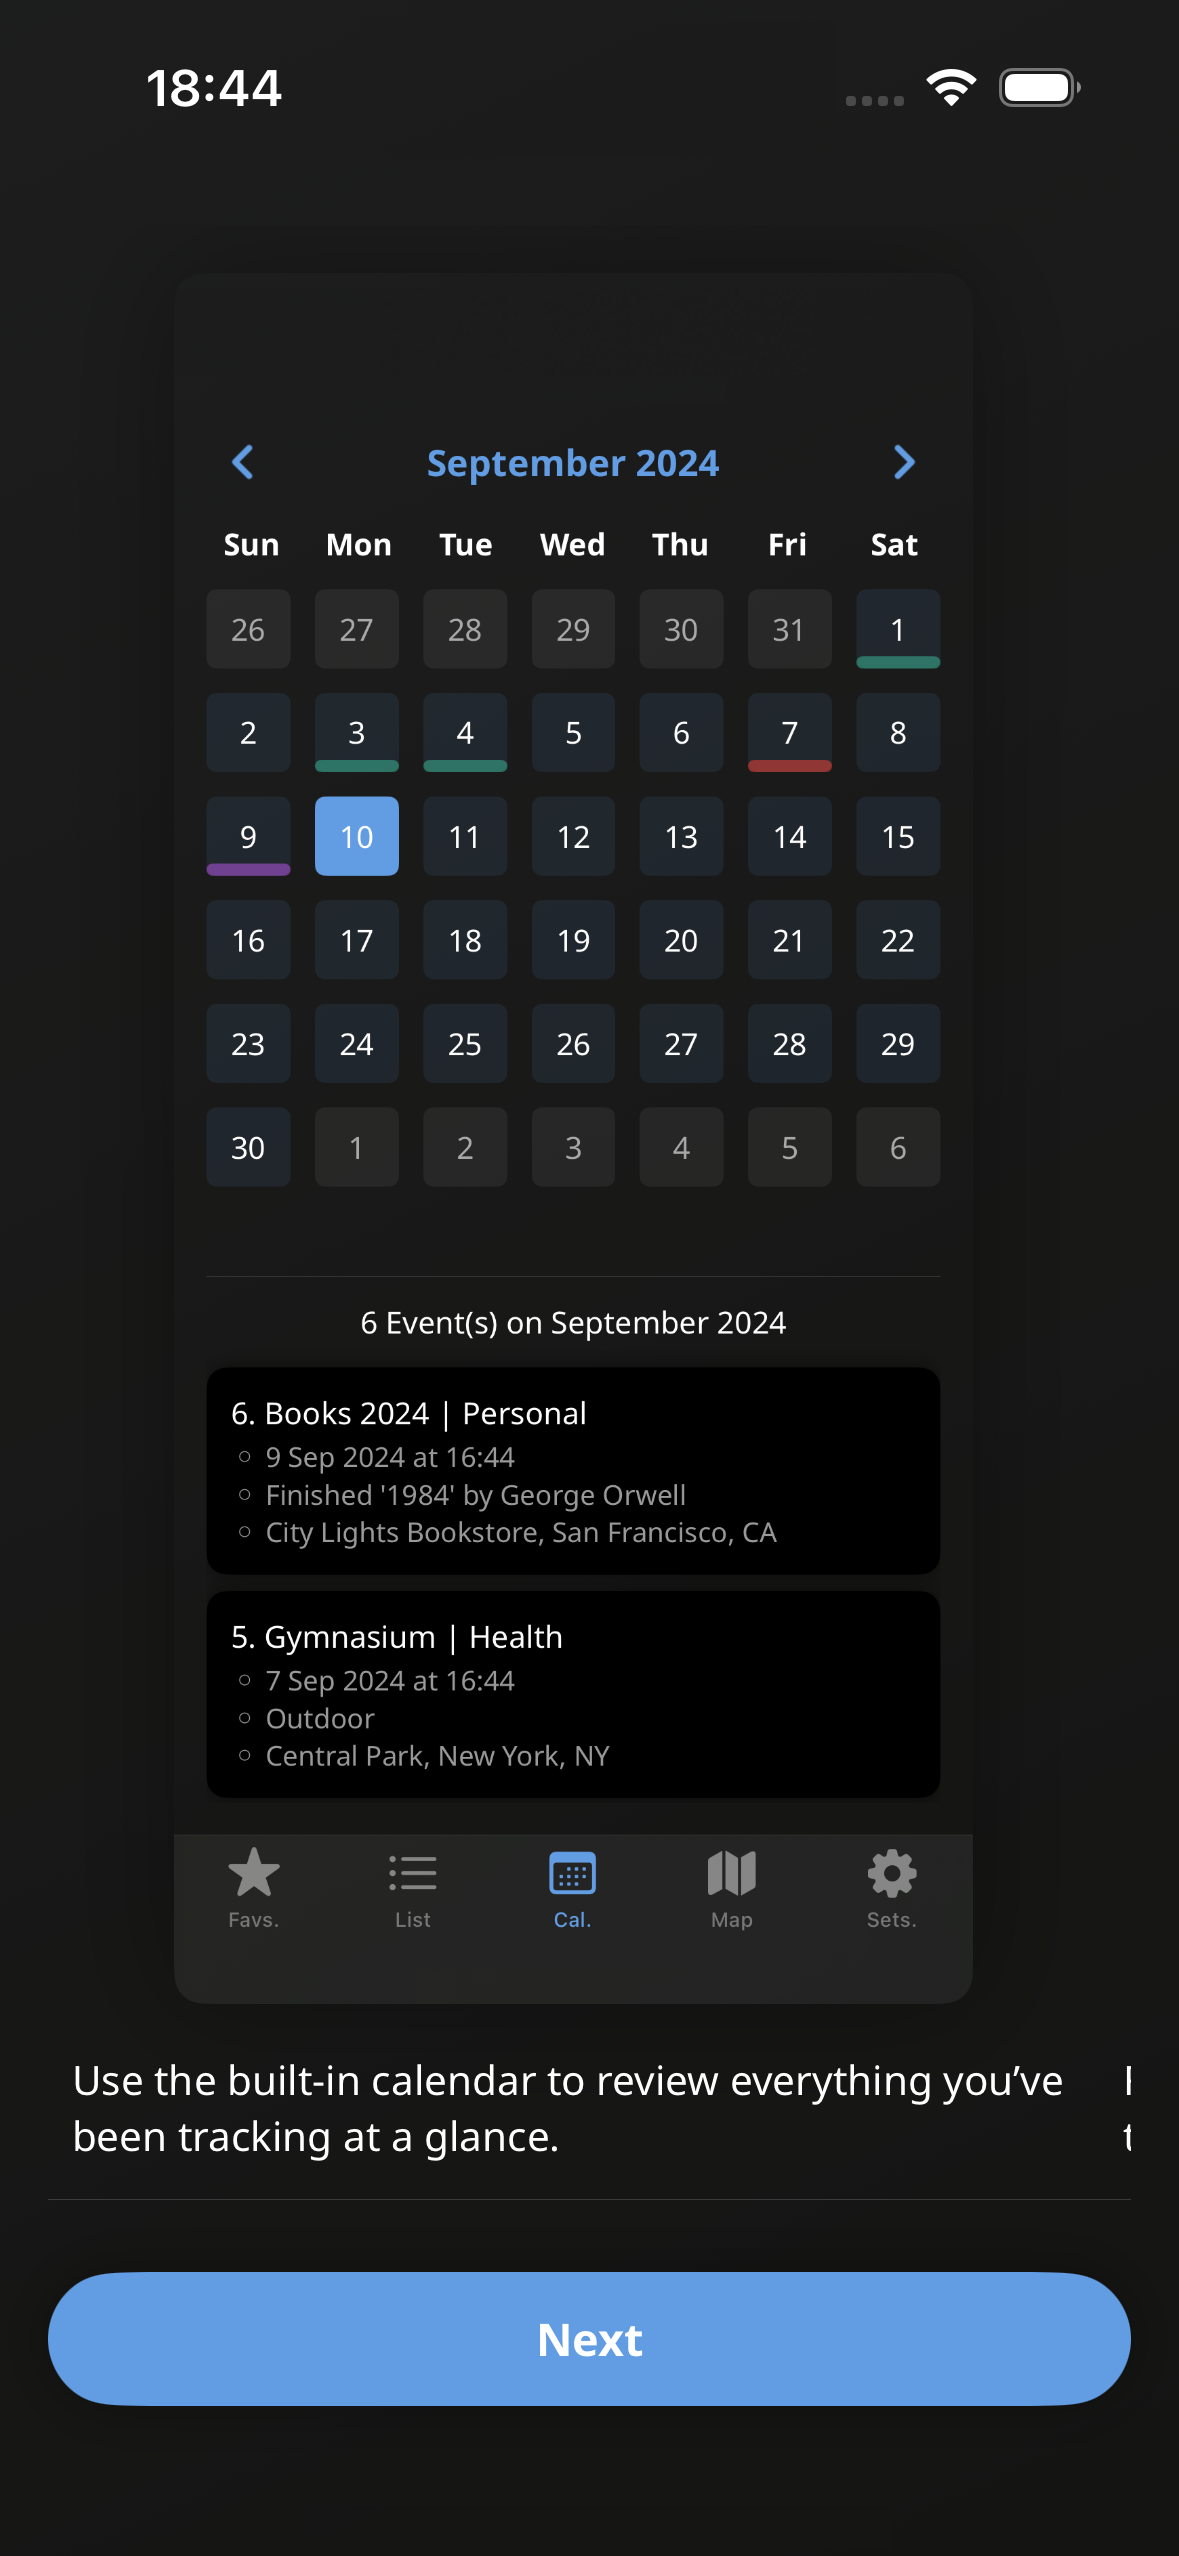 18:44
September 2024
Sun Mon Tue Wed Thu Fri Sat
26 27 28 29 30 31 1
2 3 4 5 6 7 8
9 10 11 12 13 14 15
16 17 18 19 20 21 22
23 24 25 26 27 28 29
30 1 2 3 4 5 6
6 Event(s) on September 2024
6. Books 2024 | Personal
9 Sep 2024 at 16:44
Finished '1984' by George Orwell
City Lights Bookstore, San Francisco, CA
5. Gymnasium | Health
7 Sep 2024 at 16:44
Outdoor
Central Park, New York, NY
Favs. List Cal. Map Sets.
Use the built-in calendar to review everything you’ve
been tracking at a glance.
Next